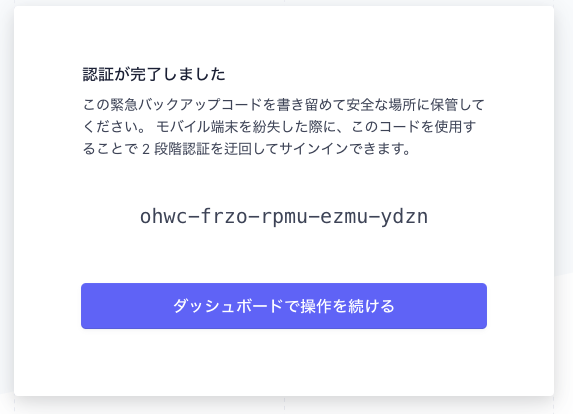 認証が完了しました
この緊急バックアップコードを書き留めて安全な場所に保管して
ください。 モバイル端末を紛失した際に、このコードを使用す
ることで 2 段階認証を迂回してサインインできます。
ohwc-frzo-rpmu-ezmu-ydzn
ダッシュボードで操作を続ける